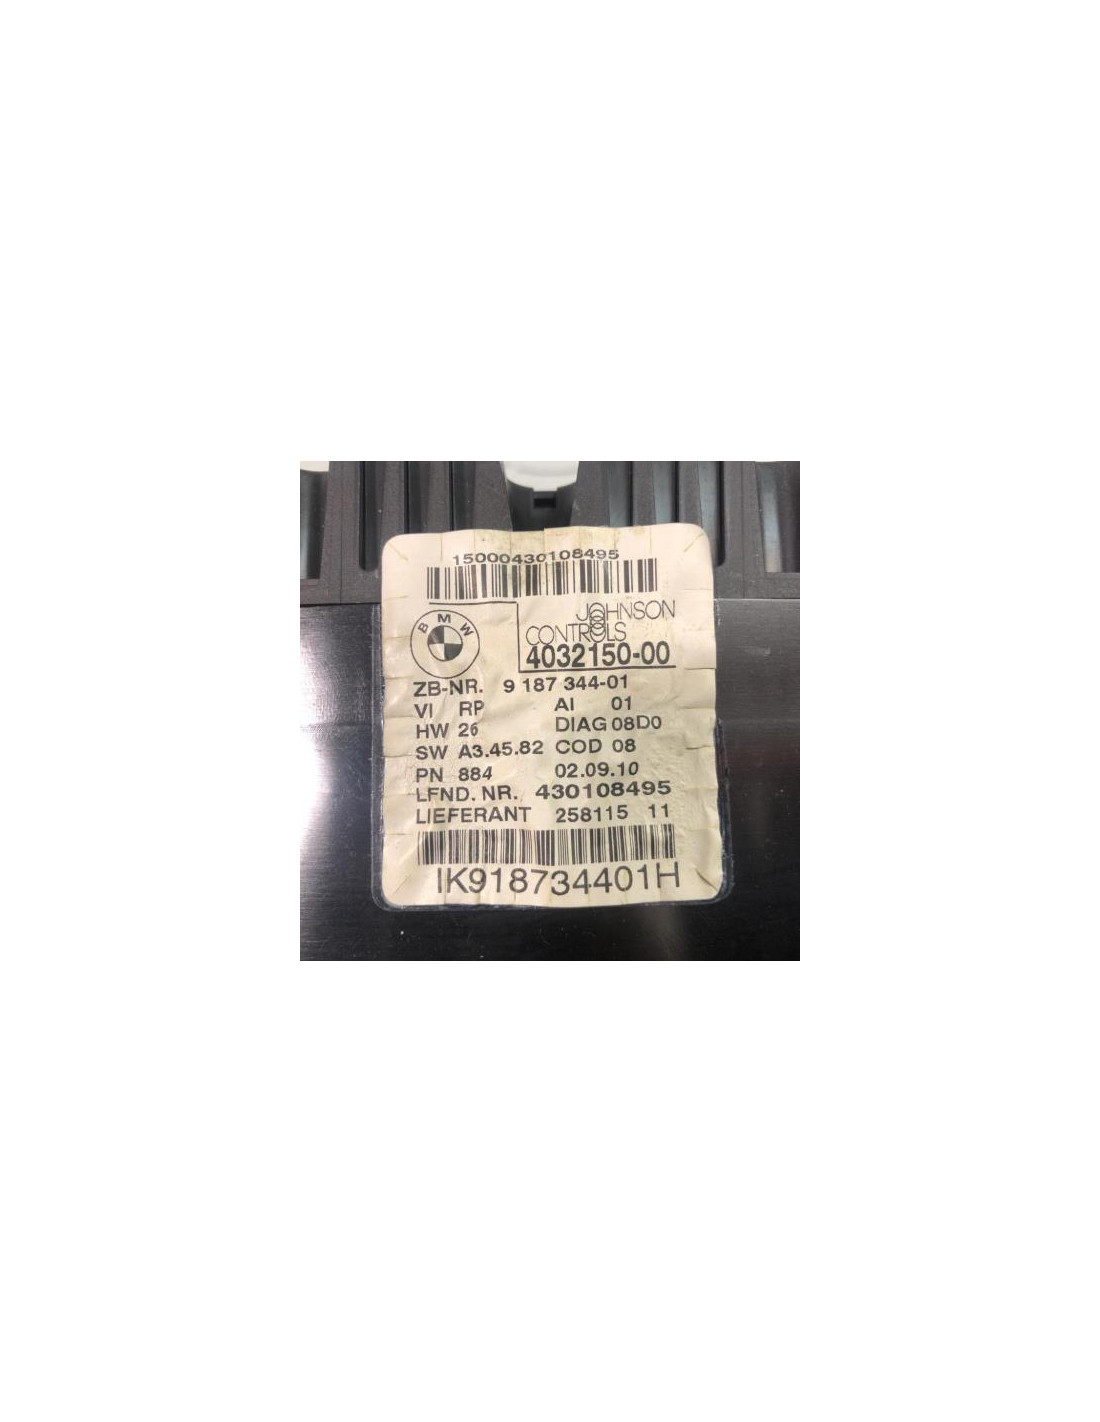 15000430108495
BMW
JOHNSON
CONTROLS
4032150-00
ZB-NR. 9 187 344-01
VI RP AI 01
HW 26 DIAG 08D0
SW A3.45.82 COD 08
PN 884 02.09.10
LFND. NR. 430108495
LIEFERANT 258115 11
IK918734401H